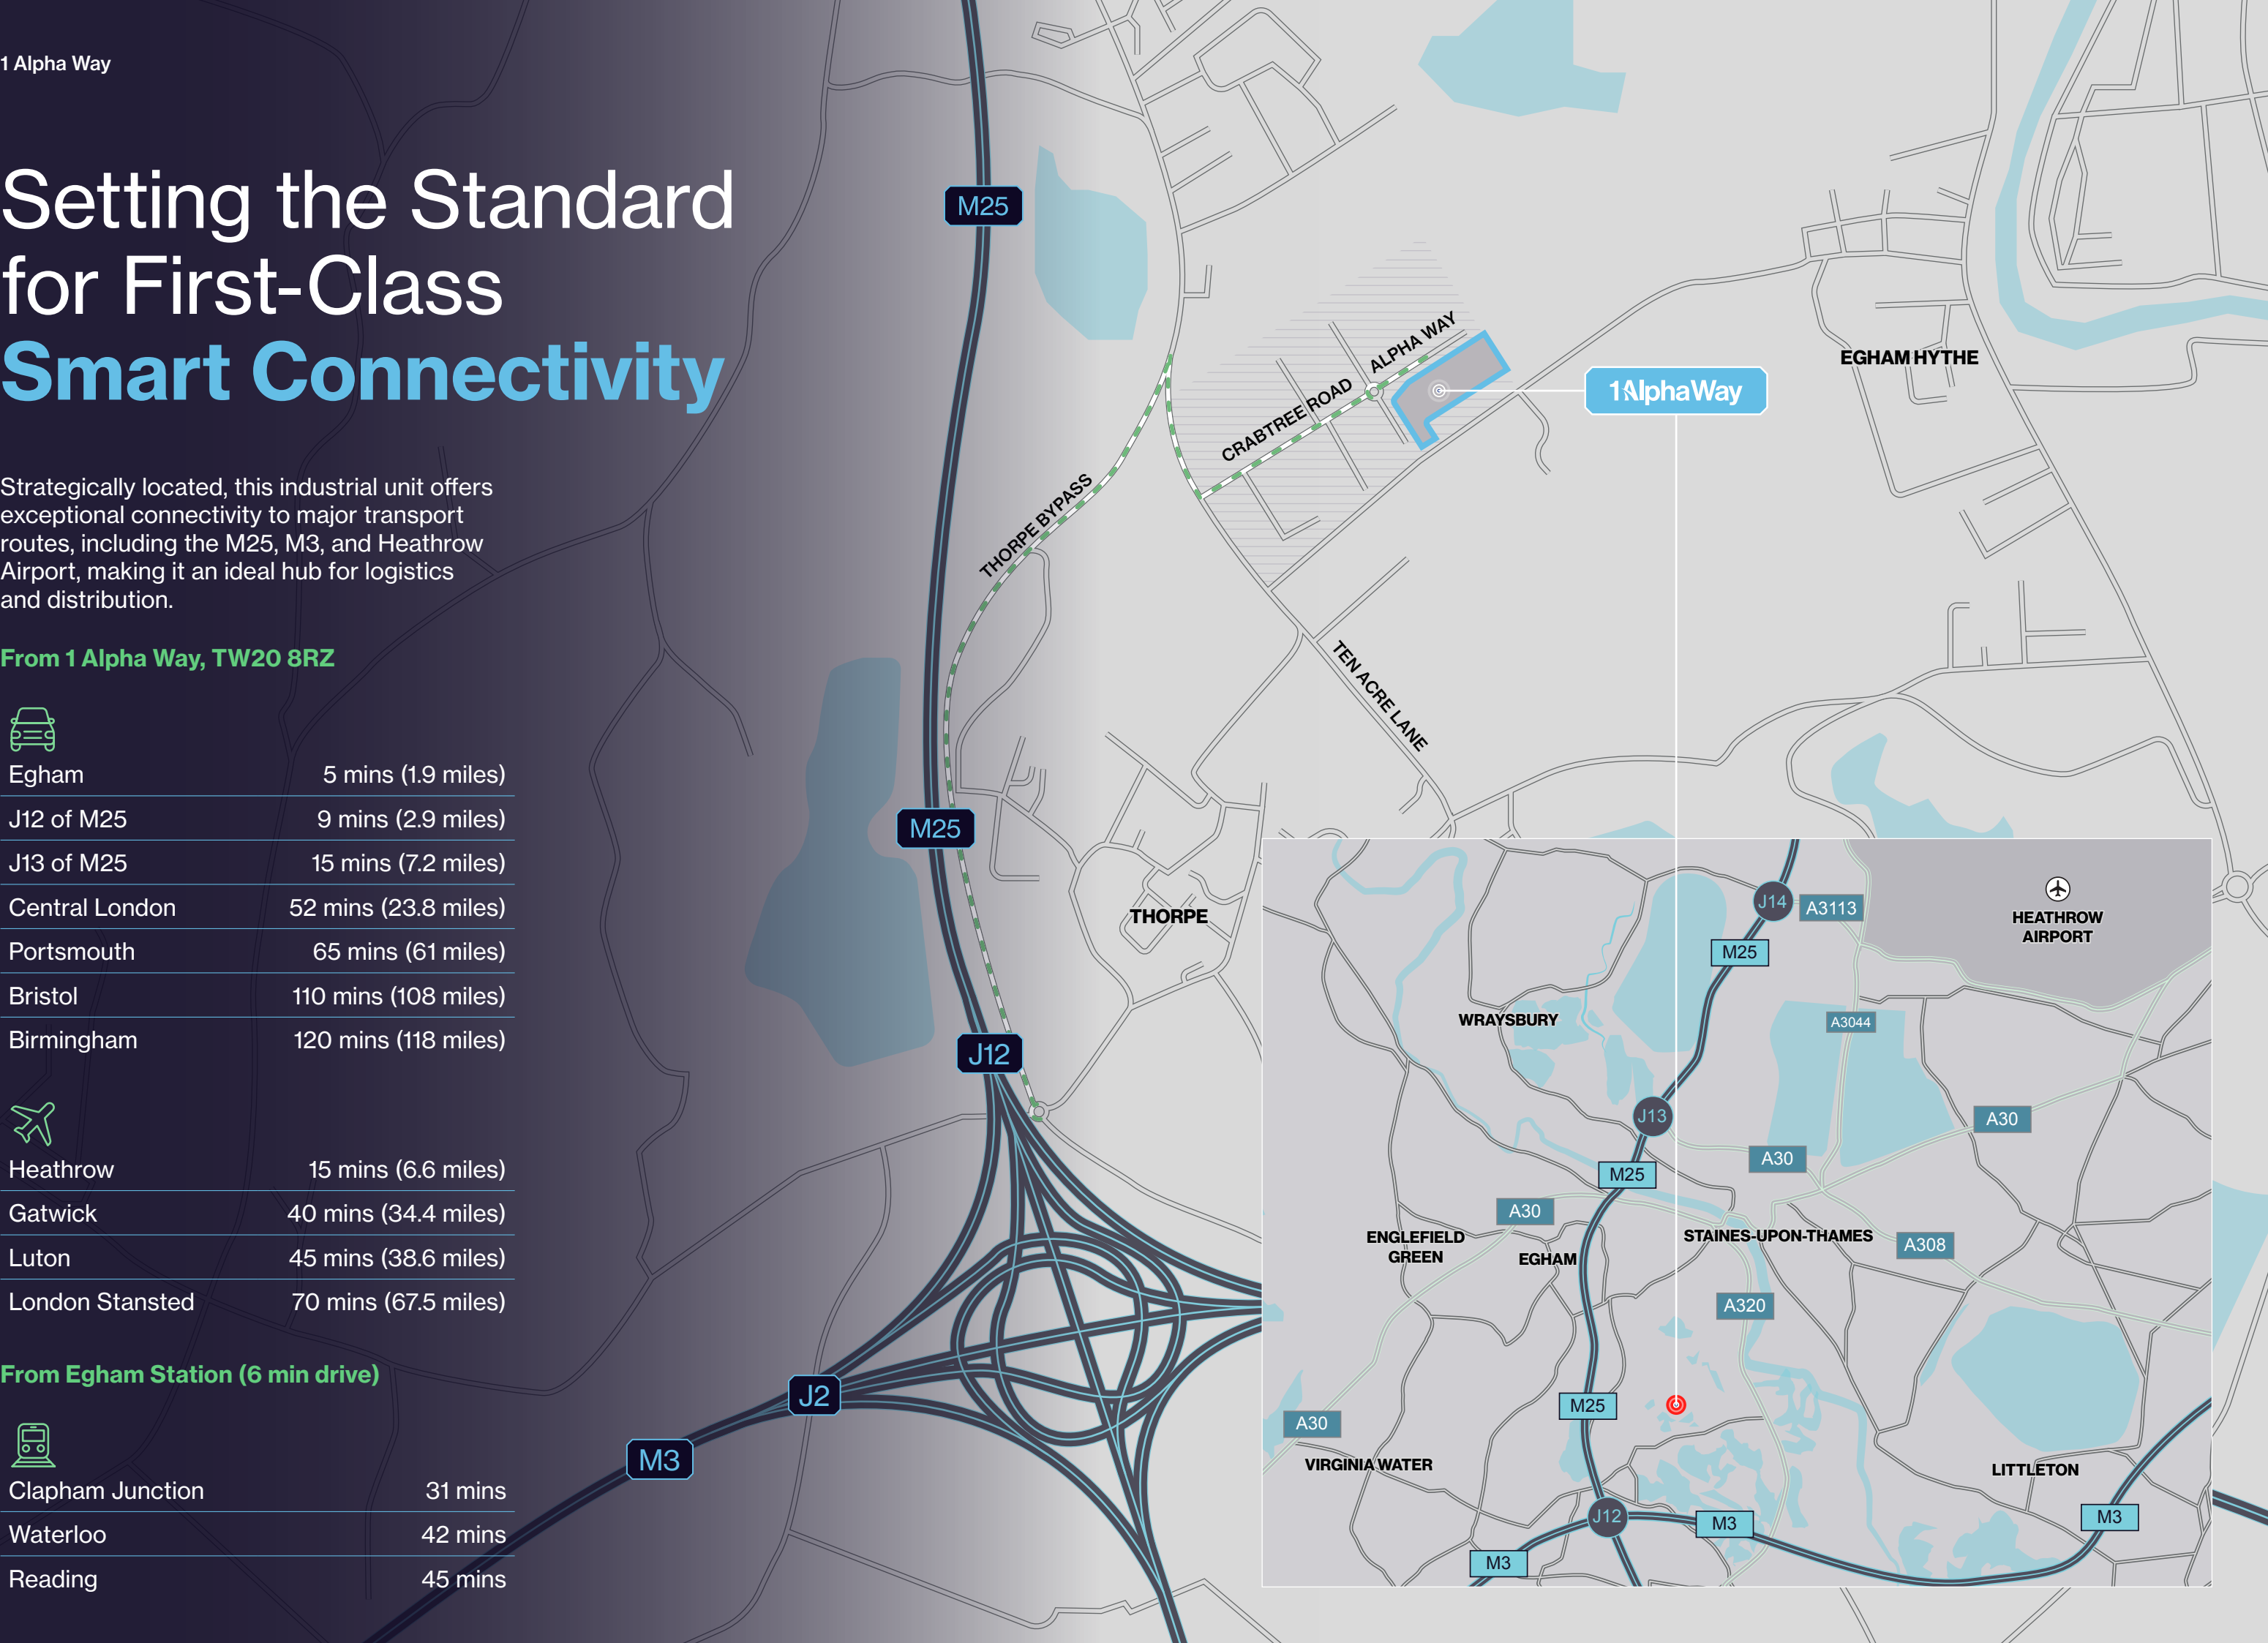 1 Alpha Way
Setting the Standard
for First-Class
Smart Connectivity
Strategically located, this industrial unit offers
exceptional connectivity to major transport
routes, including the M25, M3, and Heathrow
Airport, making it an ideal hub for logistics
and distribution.
From 1 Alpha Way, TW20 8RZ
Egham 5 mins (1.9 miles)
J12 of M25 9 mins (2.9 miles)
J13 of M25 15 mins (7.2 miles)
Central London 52 mins (23.8 miles)
Portsmouth 65 mins (61 miles)
Bristol 110 mins (108 miles)
Birmingham 120 mins (118 miles)
Heathrow 15 mins (6.6 miles)
Gatwick 40 mins (34.4 miles)
Luton 45 mins (38.6 miles)
London Stansted 70 mins (67.5 miles)
From Egham Station (6 min drive)
Clapham Junction 31 mins
Waterloo 42 mins
Reading 45 mins
M25
ALPHA WAY
CRABTREE ROAD
1AlphaWay
EGHAM HYTHE
THORPE BYPASS
TEN ACRE LANE
M25
THORPE
J12
J2
M3
J14
A3113
HEATHROW
AIRPORT
M25
WRAYSBURY
A3044
J13
A30
A30
M25
A30
ENGLEFIELD
GREEN
EGHAM
STAINES-UPON-THAMES
A308
A320
M25
A30
VIRGINIA WATER
LITTLETON
J12
M3
M3
M3